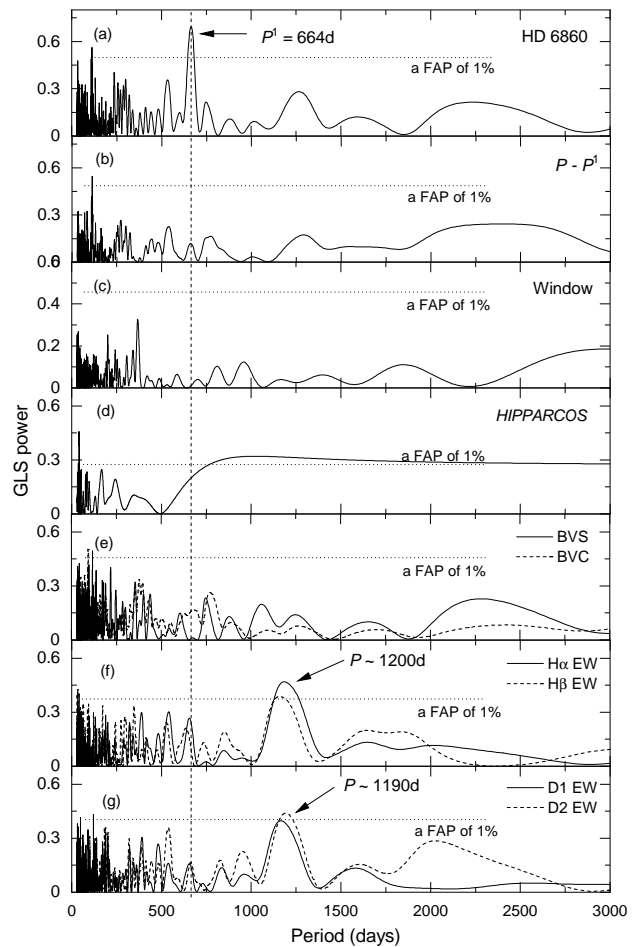 (a)
P¹ = 664d
HD 6860
a FAP of 1%
0.6
0.3
0
(b)
P - P¹
a FAP of 1%
0.6
0.3
0.0
(c)
Window
a FAP of 1%
0.4
0.2
0
(d)
HIPPARCOS
a FAP of 1%
0.6
0.3
0
GLS power
(e)
BVS
BVC
a FAP of 1%
0.6
0.3
0
(f)
P ~ 1200d
Hα EW
Hβ EW
a FAP of 1%
0.6
0.3
0
(g)
P ~ 1190d
D1 EW
D2 EW
a FAP of 1%
0.6
0.3
0
0 500 1000 1500 2000 2500 3000
Period (days)